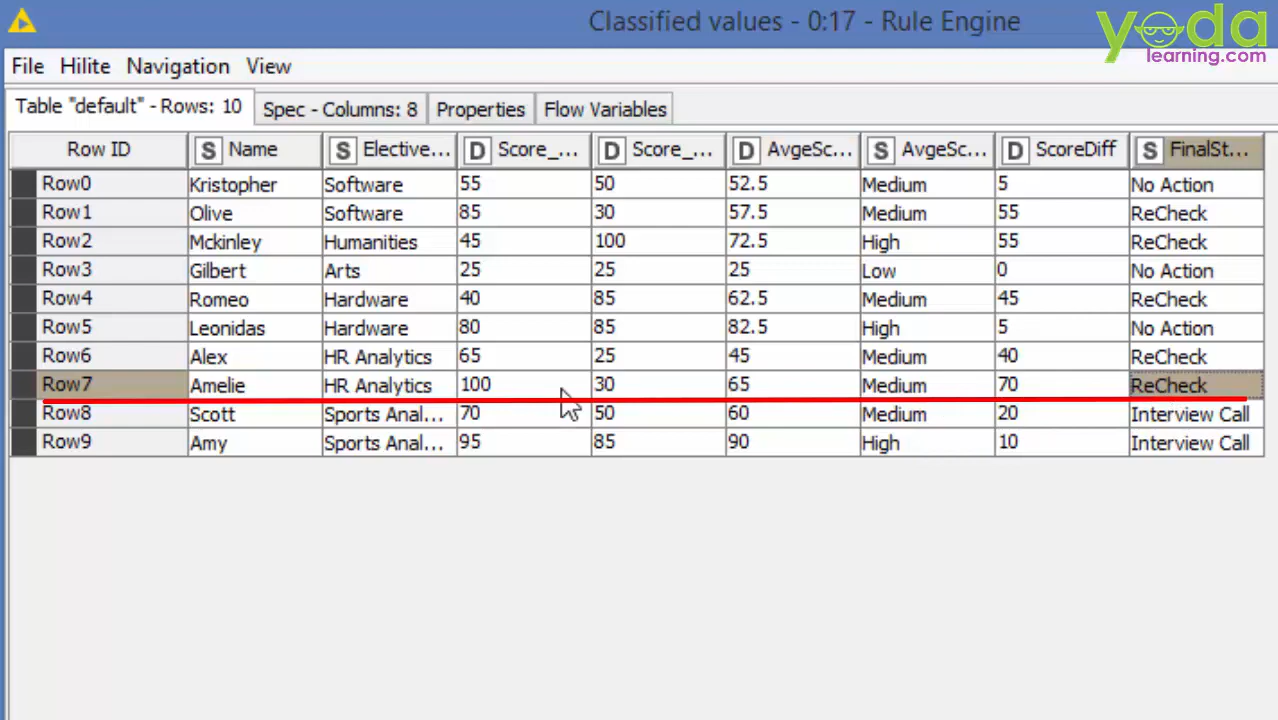 Classified values - 0:17 - Rule Engine
yoda
learning.com
File Hilite Navigation View
Table "default" - Rows: 10 Spec - Columns: 8 Properties Flow Variables
Row ID S Name S Elective... D Score_... D Score_... D AvgeSc... S AvgeSc... D ScoreDiff S FinalSt...
Row0 Kristopher Software 55 50 52.5 Medium 5 No Action
Row1 Olive Software 85 30 57.5 Medium 55 ReCheck
Row2 Mckinley Humanities 45 100 72.5 High 55 ReCheck
Row3 Gilbert Arts 25 25 25 Low 0 No Action
Row4 Romeo Hardware 40 85 62.5 Medium 45 ReCheck
Row5 Leonidas Hardware 80 85 82.5 High 5 No Action
Row6 Alex HR Analytics 65 25 45 Medium 40 ReCheck
Row7 Amelie HR Analytics 100 30 65 Medium 70 ReCheck
Row8 Scott Sports Anal... 70 50 60 Medium 20 Interview Call
Row9 Amy Sports Anal... 95 85 90 High 10 Interview Call